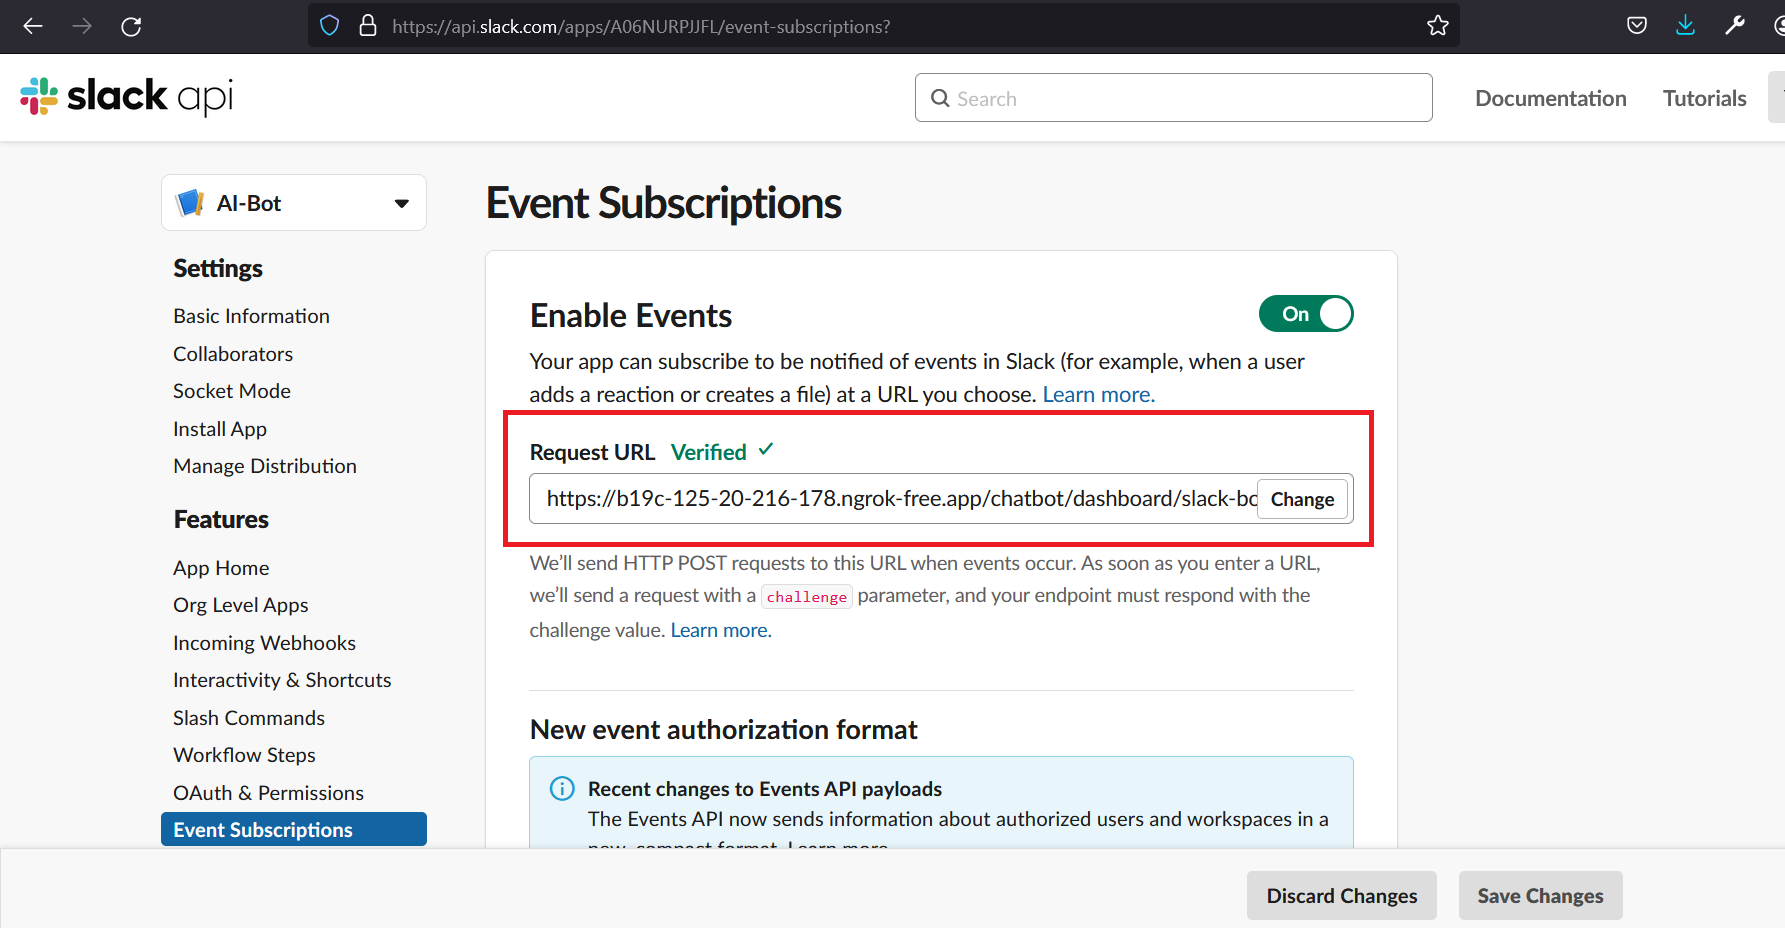 https://api.slack.com/apps/A06NURPJJFL/event-subscriptions?
slack api
Search
Documentation
Tutorials
AI-Bot
Settings
Basic Information
Collaborators
Socket Mode
Install App
Manage Distribution
Features
App Home
Org Level Apps
Incoming Webhooks
Interactivity & Shortcuts
Slash Commands
Workflow Steps
OAuth & Permissions
Event Subscriptions
Event Subscriptions
Enable Events
On
Your app can subscribe to be notified of events in Slack (for example, when a user
adds a reaction or creates a file) at a URL you choose. Learn more.
Request URL Verified
https://b19c-125-20-216-178.ngrok-free.app/chatbot/dashboard/slack-bo
Change
We’ll send HTTP POST requests to this URL when events occur. As soon as you enter a URL,
we’ll send a request with a challenge parameter, and your endpoint must respond with the
challenge value. Learn more.
New event authorization format
Recent changes to Events API payloads
The Events API now sends information about authorized users and workspaces in a
new, compact format. Learn more.
Discard Changes
Save Changes